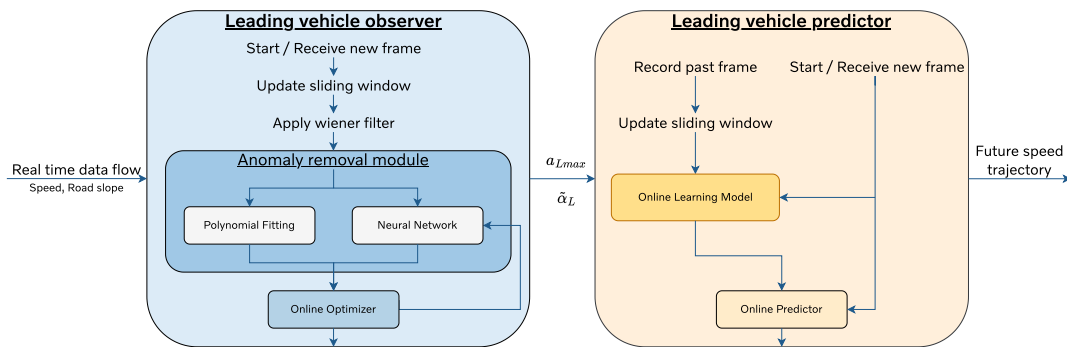 Real time data flow
Speed, Road slope
Leading vehicle observer
Start / Receive new frame
Update sliding window
Apply wiener filter
Anomaly removal module
Polynomial Fitting
Neural Network
Online Optimizer
a_{Lmax}
α̃_L
Leading vehicle predictor
Record past frame
Start / Receive new frame
Update sliding window
Online Learning Model
Online Predictor
Future speed
trajectory